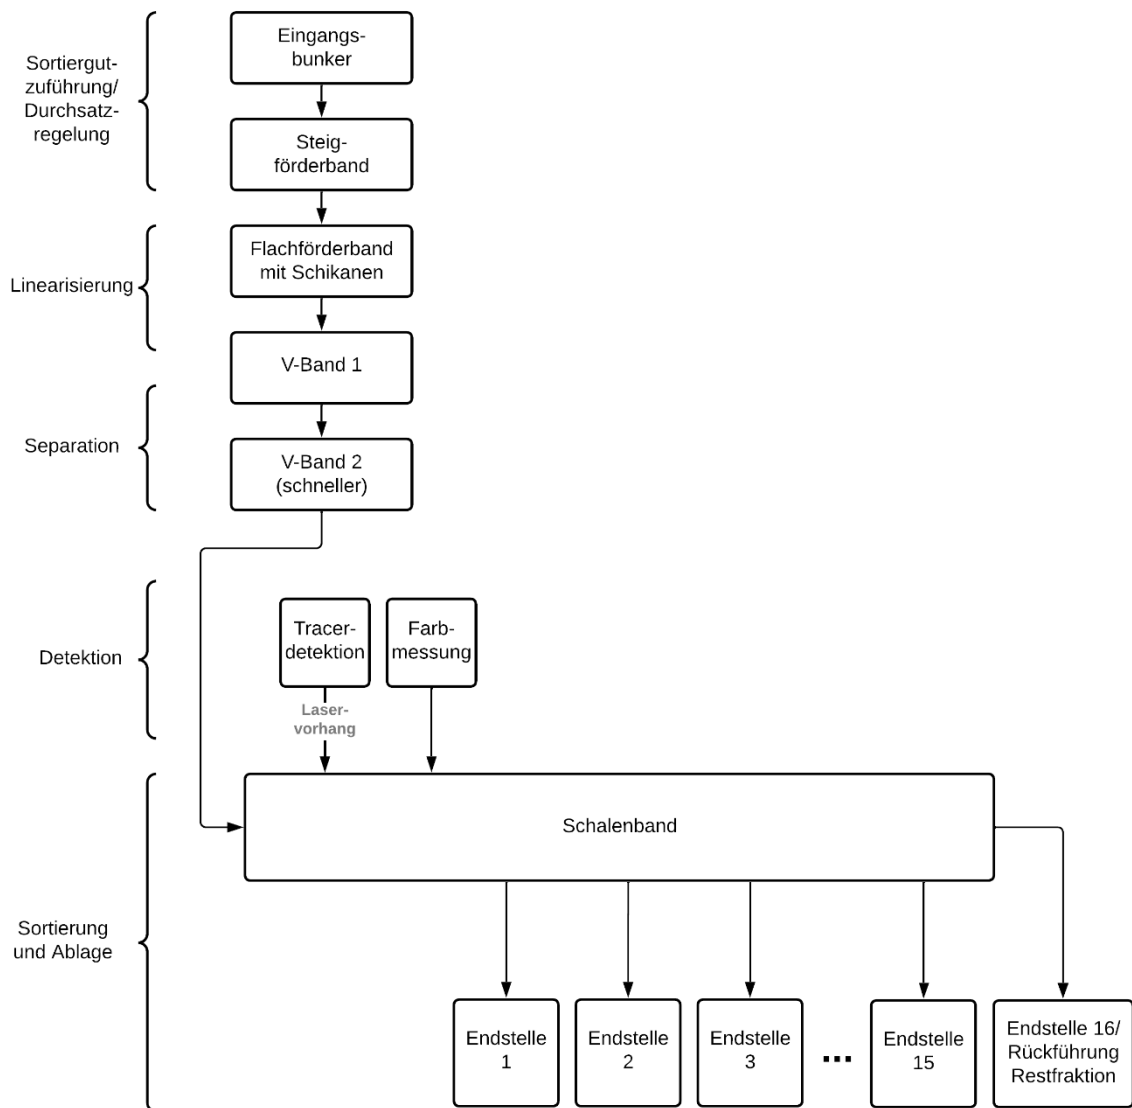 Eingangs-
bunker
Sortiergut-
zuführung/
Durchsatz-
regelung
Steig-
förderband
Flachförderband
mit Schikanen
Linearisierung
V-Band 1
Separation
V-Band 2
(schneller)
Detektion
Tracer-
detektion
Farb-
messung
Laser-
vorhang
Schalenband
Sortierung
und Ablage
Endstelle
1
Endstelle
2
Endstelle
3
...
Endstelle
15
Endstelle 16/
Rückführung
Restfraktion